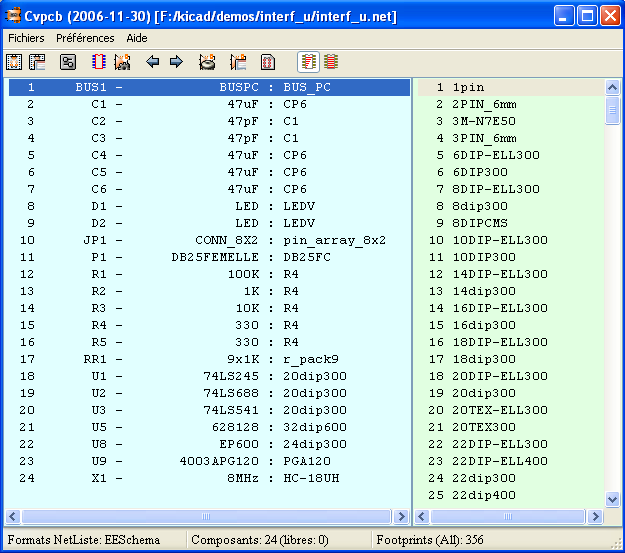 Cvpcb (2006-11-30) [F:/kicad/demos/interf_u/interf_u.net]
Fichiers Préférences Aide
1 BUS1 - BUSPC : BUS_PC
2 C1 - 47uF : CP6
3 C2 - 47pF : C1
4 C3 - 47pF : C1
5 C4 - 47uF : CP6
6 C5 - 47uF : CP6
7 C6 - 47uF : CP6
8 D1 - LED : LEDV
9 D2 - LED : LEDV
10 JP1 - CONN_8X2 : pin_array_8x2
11 P1 - DB25FEMELLE : DB25FC
12 R1 - 100K : R4
13 R2 - 1K : R4
14 R3 - 10K : R4
15 R4 - 330 : R4
16 R5 - 330 : R4
17 RR1 - 9x1K : r_pack9
18 U1 - 74LS245 : 20dip300
19 U2 - 74LS688 : 20dip300
20 U3 - 74LS541 : 20dip300
21 U5 - 628128 : 32dip600
22 U8 - EP600 : 24dip300
23 U9 - 4003APG120 : PGA120
24 X1 - 8MHz : HC-18UH
1 1pin
2 2PIN_6mm
3 3M-N7E50
4 3PIN_6mm
5 6DIP-ELL300
6 6DIP300
7 8DIP-ELL300
8 8dip300
9 8DIPCMS
10 10DIP-ELL300
11 10DIP300
12 14DIP-ELL300
13 14dip300
14 16DIP-ELL300
15 16dip300
16 18DIP-ELL300
17 18dip300
18 20DIP-ELL300
19 20dip300
20 20TEX-ELL300
21 20TEX300
22 22DIP-ELL300
23 22DIP-ELL400
24 22dip300
25 22dip400
Formats NetListe: EESchema Composants: 24 (libres: 0) Footprints (All): 356